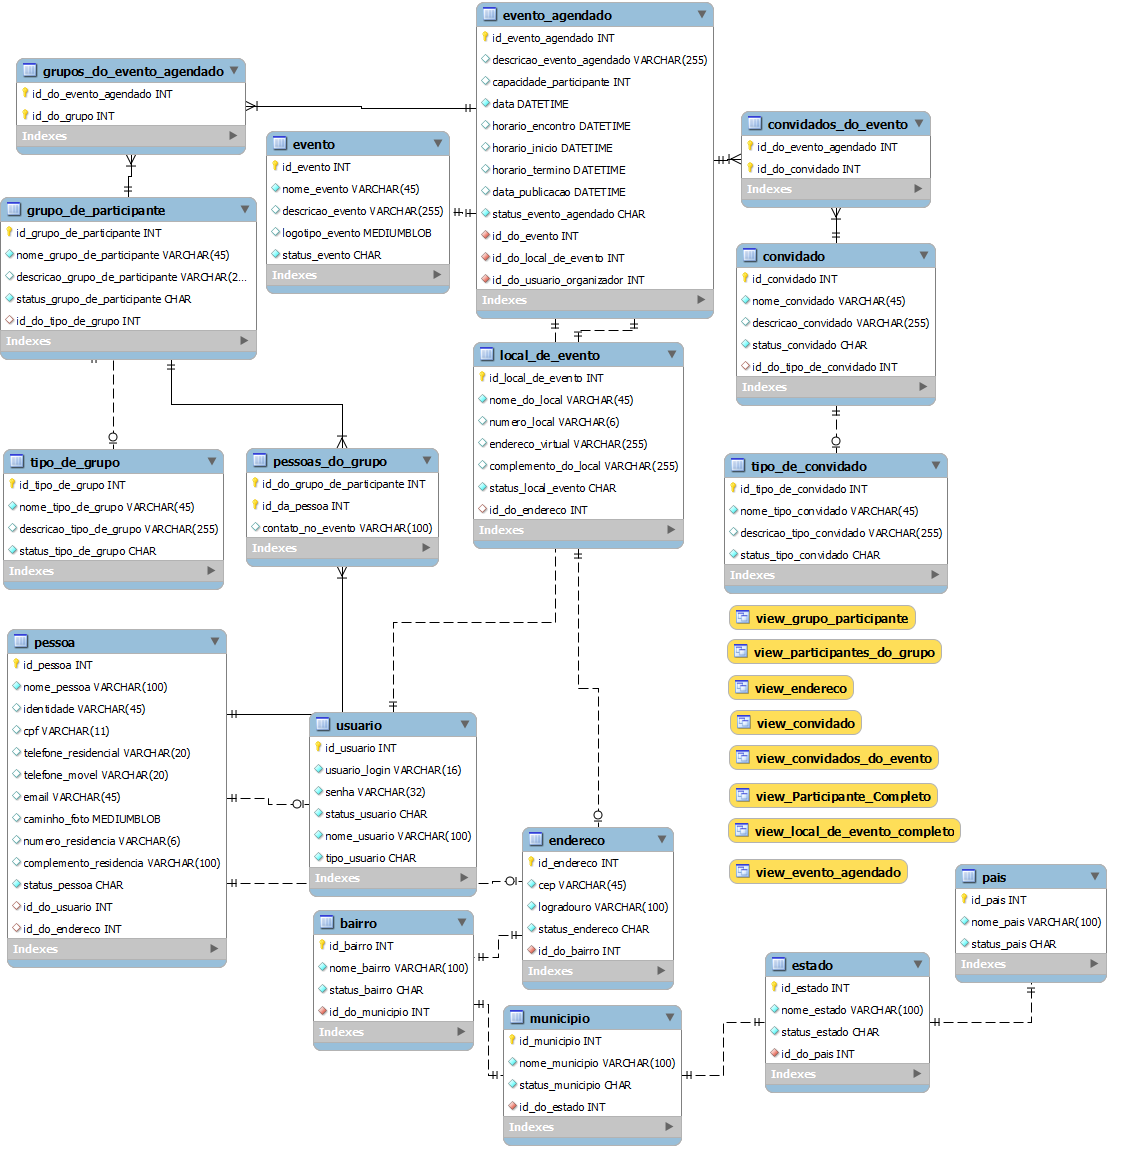 evento_agendado
id_evento_agendado INT
descricao_evento_agendado VARCHAR(255)
capacidade_participante INT
data DATETIME
horario_encontro DATETIME
horario_inicio DATETIME
horario_termino DATETIME
data_publicacao DATETIME
status_evento_agendado CHAR
id_do_evento INT
id_do_local_de_evento INT
id_do_usuario_organizador INT
Indexes
grupos_do_evento_agendado
id_do_evento_agendado INT
id_do_grupo INT
Indexes
evento
id_evento INT
nome_evento VARCHAR(45)
descricao_evento VARCHAR(255)
logotipo_evento MEDIUMBLOB
status_evento CHAR
Indexes
convidados_do_evento
id_do_evento_agendado INT
id_do_convidado INT
Indexes
grupo_de_participante
id_grupo_de_participante INT
nome_grupo_de_participante VARCHAR(45)
descricao_grupo_de_participante VARCHAR(2...
status_grupo_de_participante CHAR
id_do_tipo_de_grupo INT
Indexes
convidado
id_convidado INT
nome_convidado VARCHAR(45)
descricao_convidado VARCHAR(255)
status_convidado CHAR
id_do_tipo_de_convidado INT
Indexes
local_de_evento
id_local_de_evento INT
nome_do_local VARCHAR(45)
numero_local VARCHAR(6)
endereco_virtual VARCHAR(255)
complemento_do_local VARCHAR(255)
status_local_evento CHAR
id_do_endereco INT
Indexes
tipo_de_grupo
id_tipo_de_grupo INT
nome_tipo_de_grupo VARCHAR(45)
descricao_tipo_de_grupo VARCHAR(255)
status_tipo_de_grupo CHAR
Indexes
pessoas_do_grupo
id_do_grupo_de_participante INT
id_da_pessoa INT
contato_no_evento VARCHAR(100)
Indexes
tipo_de_convidado
id_tipo_de_convidado INT
nome_tipo_convidado VARCHAR(45)
descricao_tipo_convidado VARCHAR(255)
status_tipo_convidado CHAR
Indexes
view_grupo_participante
view_participantes_do_grupo
view_endereco
view_convidado
view_convidados_do_evento
view_Participante_Completo
view_local_de_evento_completo
view_evento_agendado
pessoa
id_pessoa INT
nome_pessoa VARCHAR(100)
identidade VARCHAR(45)
cpf VARCHAR(11)
telefone_residencial VARCHAR(20)
telefone_movel VARCHAR(20)
email VARCHAR(45)
caminho_foto MEDIUMBLOB
numero_residencia VARCHAR(6)
complemento_residencia VARCHAR(100)
status_pessoa CHAR
id_do_usuario INT
id_do_endereco INT
Indexes
usuario
id_usuario INT
usuario_login VARCHAR(16)
senha VARCHAR(32)
status_usuario CHAR
nome_usuario VARCHAR(100)
tipo_usuario CHAR
Indexes
endereco
id_endereco INT
cep VARCHAR(45)
logradouro VARCHAR(100)
status_endereco CHAR
id_do_bairro INT
Indexes
bairro
id_bairro INT
nome_bairro VARCHAR(100)
status_bairro CHAR
id_do_municipio INT
Indexes
municipio
id_municipio INT
nome_municipio VARCHAR(100)
status_municipio CHAR
id_do_estado INT
Indexes
estado
id_estado INT
nome_estado VARCHAR(100)
status_estado CHAR
id_do_pais INT
Indexes
pais
id_pais INT
nome_pais VARCHAR(100)
status_pais CHAR
Indexes